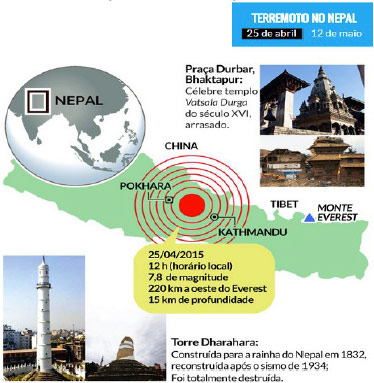 TERREMOTO NO NEPAL
25 de abril 12 de maio
Praça Durbar,
Bhaktapur:
Célebre templo
Vatsala Durga
do século XVI,
arrasado.
NEPAL
CHINA
POKHARA
TIBET
MONTE
EVEREST
KATHMANDU
25/04/2015
12 h (horário local)
7,8 de magnitude
220 km a oeste do Everest
15 km de profundidade
Torre Dharahara:
Construída para a rainha do Nepal em 1832,
reconstruída após o sismo de 1934;
Foi totalmente destruída.